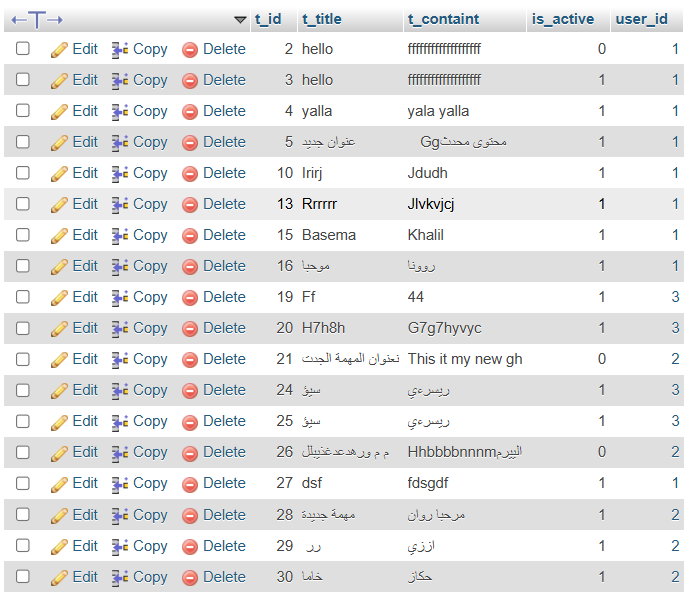 ←T→ t_id t_title t_containt is_active user_id
Edit Copy Delete 2 hello fffffffffffffffffff 0 1
Edit Copy Delete 3 hello fffffffffffffffffff 1 1
Edit Copy Delete 4 yalla yala yalla 1 1
Edit Copy Delete 5 عنوان جديد محتوى محدثGg 1 1
Edit Copy Delete 10 Irirj Jdudh 1 1
Edit Copy Delete 13 Rrrrrr Jlvkvjcj 1 1
Edit Copy Delete 15 Basema Khalil 1 1
Edit Copy Delete 16 موحبا روونا 1 1
Edit Copy Delete 19 Ff 44 1 3
Edit Copy Delete 20 H7h8h G7g7hyvyc 1 3
Edit Copy Delete 21 نعنوان المهمة الجدت This it my new gh 0 2
Edit Copy Delete 24 سيؤ ريسرءي 1 3
Edit Copy Delete 25 سيؤ ريسرءي 1 3
Edit Copy Delete 26 م م ورهدعدغذيبلل Hhbbbbnnnmالييرم 0 2
Edit Copy Delete 27 dsf fdsgdf 1 1
Edit Copy Delete 28 مهمة جديدة مرحبا روان 1 2
Edit Copy Delete 29 رر اززي 1 2
Edit Copy Delete 30 خاما حكاز 1 2